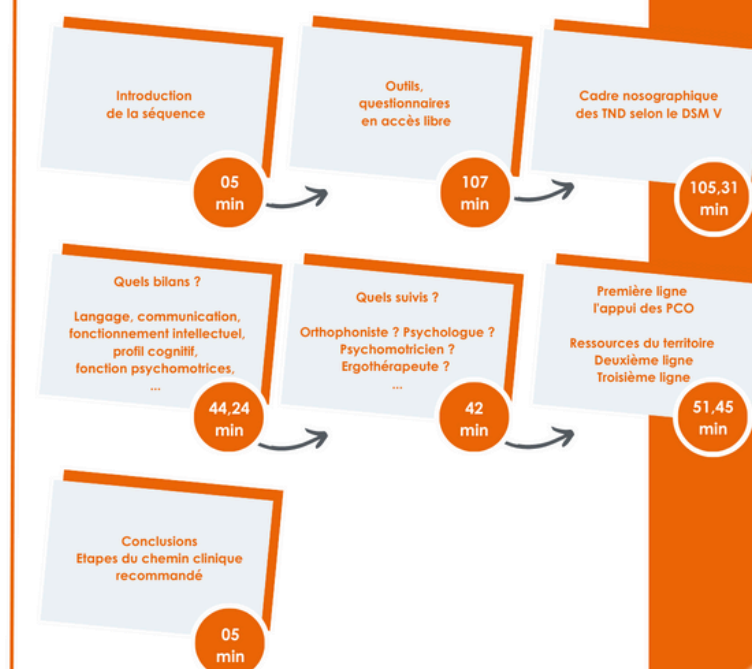 Introduction
de la séquence
05
min
Outils,
questionnaires
en accès libre
107
min
Cadre nosographique
des TND selon le DSM V
105,31
min
Quels bilans ?
Langage, communication,
fonctionnement intellectuel,
profil cognitif,
fonction psychomotrices,
...
44,24
min
Quels suivis ?
Orthophoniste ? Psychologue ?
Psychomotricien ?
Ergothérapeute ?
...
42
min
Première ligne
l'appui des PCO
Ressources du territoire
Deuxième ligne
Troisième ligne
51,45
min
Conclusions
Etapes du chemin clinique
recommandé
05
min